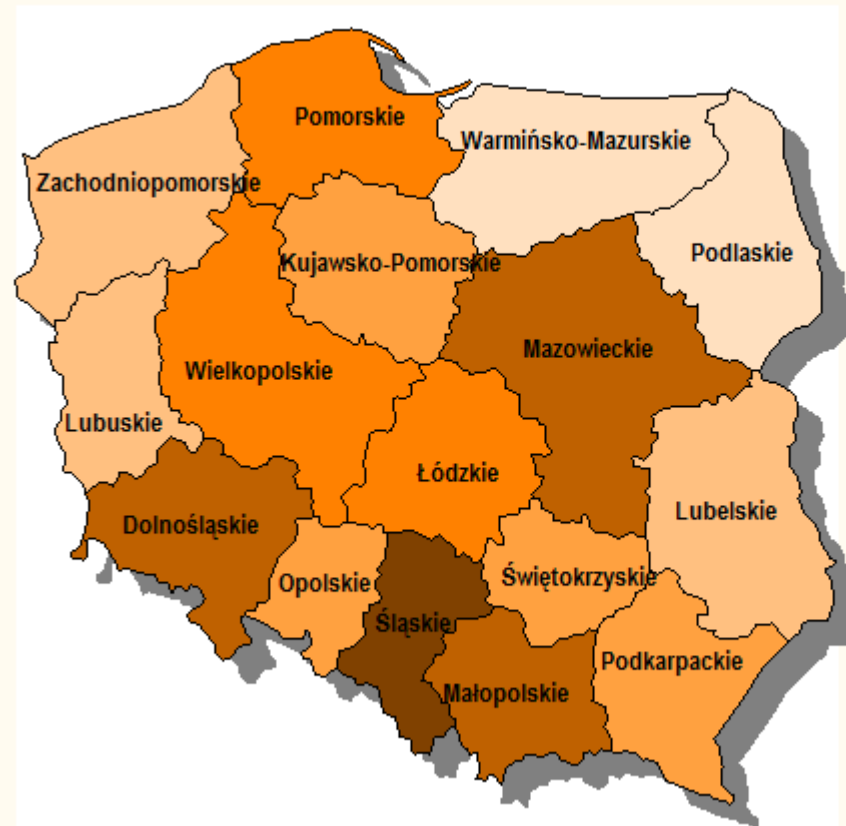 Pomorskie
Warmińsko-Mazurskie
Zachodniopomorskie
Podlaskie
Kujawsko-Pomorskie
Mazowieckie
Wielkopolskie
Lubuskie
Łódzkie
Lubelskie
Dolnośląskie
Opolskie
Świętokrzyskie
Śląskie
Podkarpackie
Małopolskie